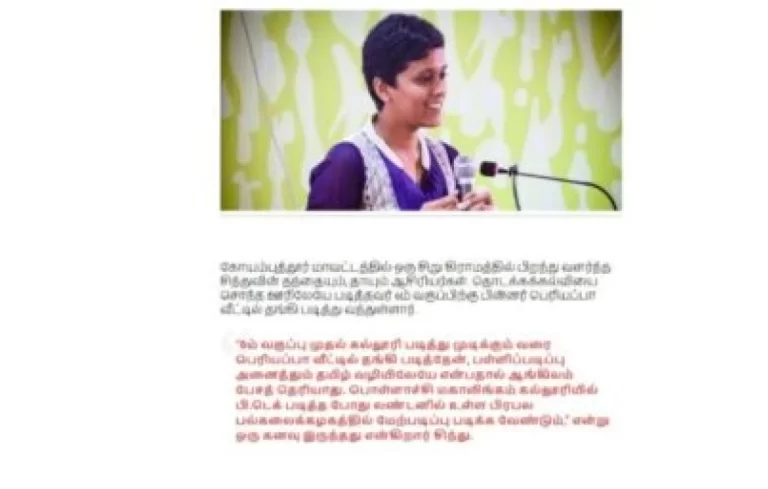 கோயம்புத்தூர் மாவட்டத்தில் ஒரு சிறு கிராமத்தில் பிறந்து வளர்ந்த
சிந்துவின் தந்தையும், தாயும் ஆசிரியர்கள். தொடக்கக்கல்வியை
சொந்த ஊரிலேயே படித்தவர் 6ம் வகுப்பிற்கு பின்னர் பெரியப்பா
வீட்டில் தங்கி படித்து வந்துள்ளார்.
"6ம் வகுப்பு முதல் கல்லூரி படித்து முடிக்கும் வரை
பெரியப்பா வீட்டில் தங்கி படித்தேன், பள்ளிப்படிப்பு
அனைத்தும் தமிழ் வழியிலேயே என்பதால் ஆங்கிலம்
பேசத் தெரியாது. பொள்ளாச்சி மகாலிங்கம் கல்லூரியில்
பி.டெக் படித்த போது லண்டனில் உள்ள பிரபல
பல்கலைக்கழகத்தில் மேற்படிப்பு படிக்க வேண்டும்," என்று
ஒரு கனவு இருந்தது என்கிறார் சிந்து.